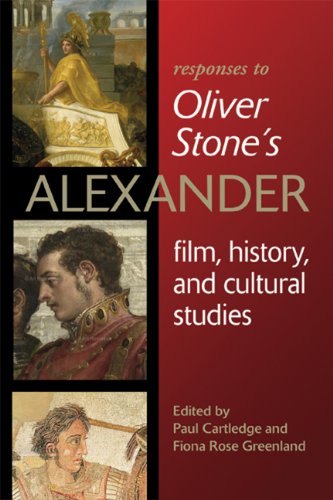 responses to
Oliver
Stone's
ALEXANDER
film, history,
and cultural
studies
Edited by
Paul Cartledge and
Fiona Rose Greenland